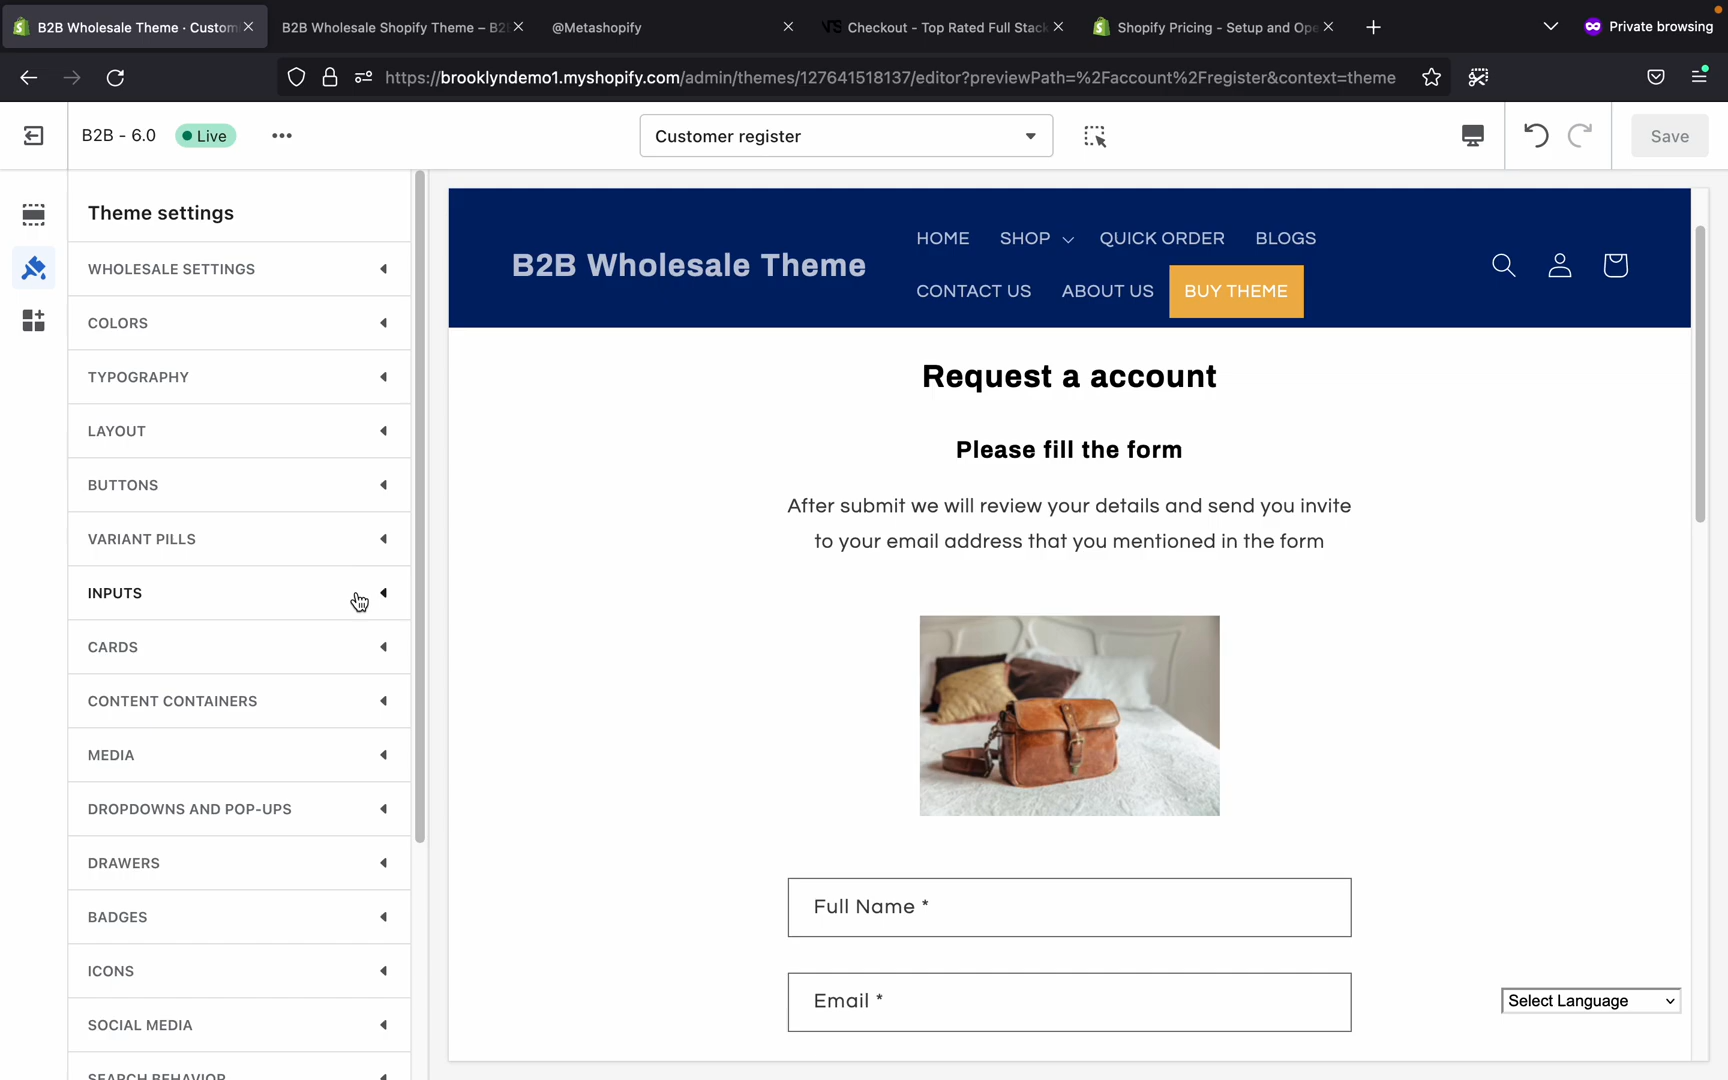 B2B Wholesale Theme · Custom
B2B Wholesale Shopify Theme – B2
@Metashopify
Checkout - Top Rated Full Stack
Shopify Pricing - Setup and Ope
Private browsing
https://brooklyndemo1.myshopify.com/admin/themes/127641518137/editor?previewPath=%2Faccount%2Fregister&context=theme
B2B - 6.0
Live
Customer register
Save
Theme settings
WHOLESALE SETTINGS
COLORS
TYPOGRAPHY
LAYOUT
BUTTONS
VARIANT PILLS
INPUTS
CARDS
CONTENT CONTAINERS
MEDIA
DROPDOWNS AND POP-UPS
DRAWERS
BADGES
ICONS
SOCIAL MEDIA
SEARCH BEHAVIOR
B2B Wholesale Theme
HOME SHOP QUICK ORDER BLOGS
CONTACT US ABOUT US BUY THEME
Request a account
Please fill the form
After submit we will review your details and send you invite
to your email address that you mentioned in the form
Full Name *
Email *
Select Language